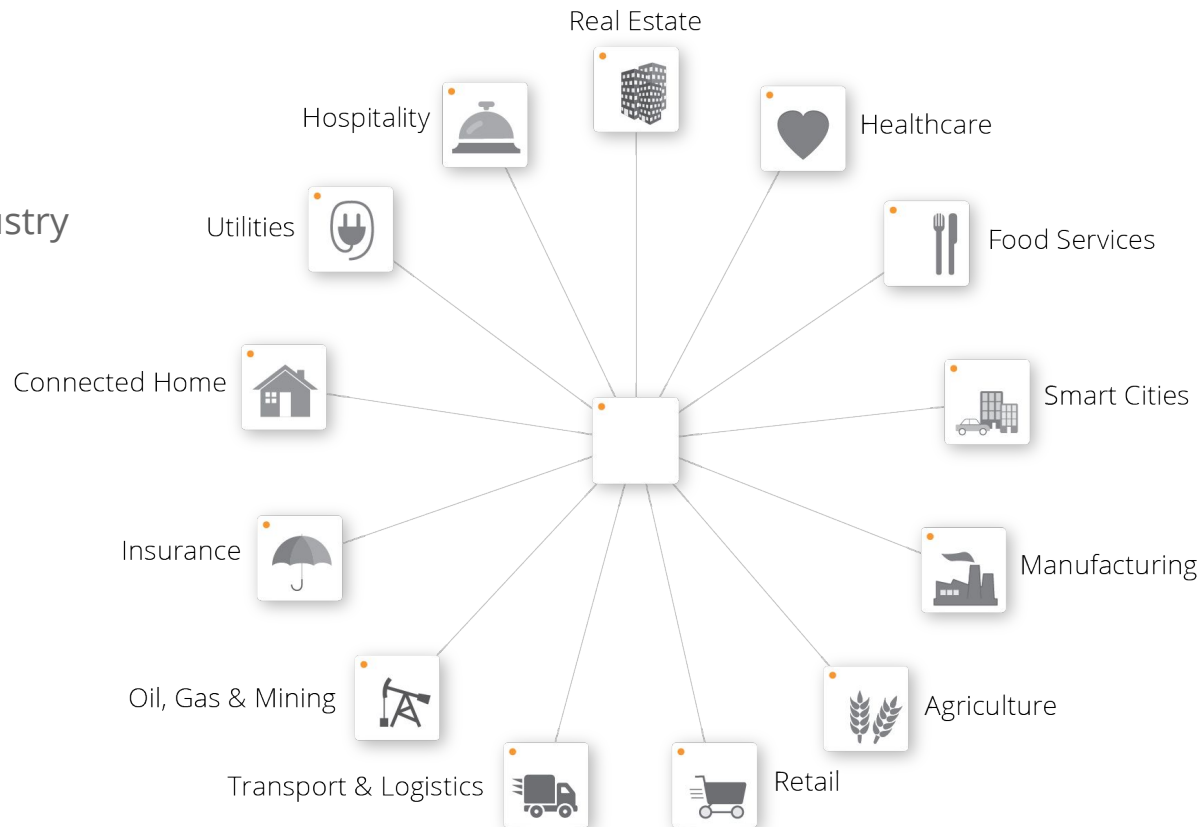 Real Estate
Hospitality
Healthcare
ustry
Utilities
Food Services
Connected Home
Smart Cities
Insurance
Manufacturing
Oil, Gas & Mining
Agriculture
Transport & Logistics
Retail